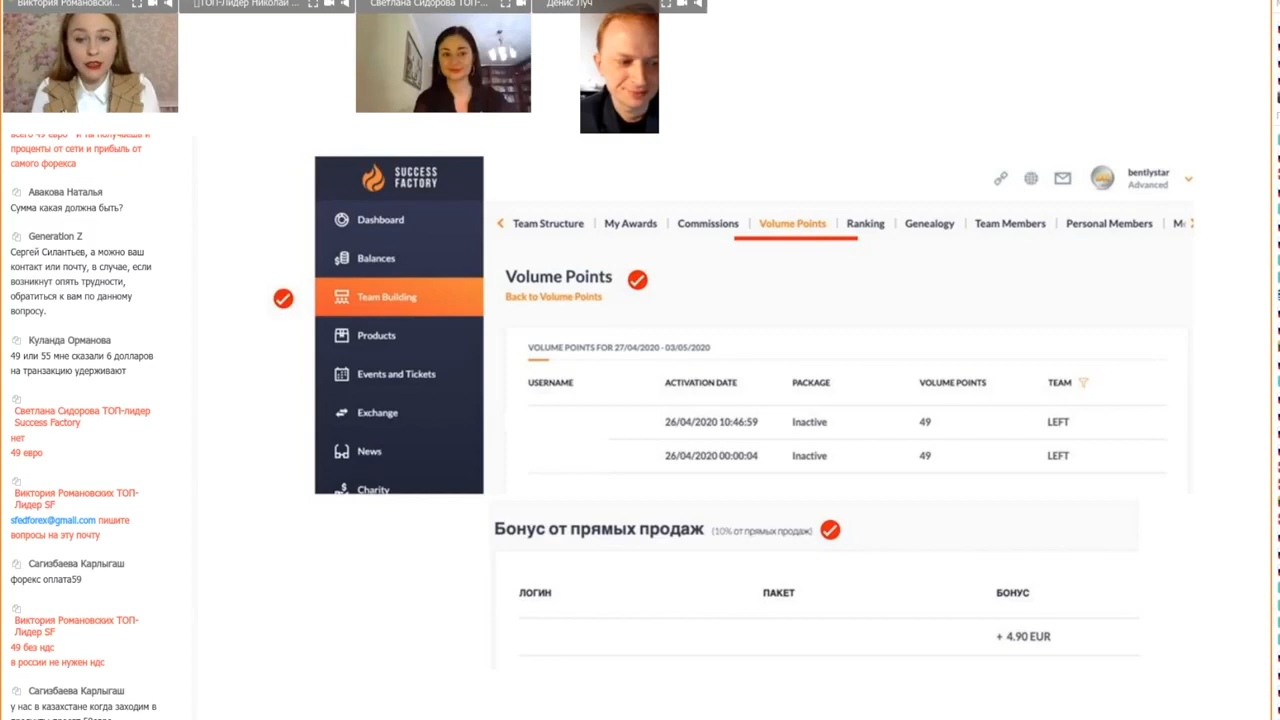 Виктория Романовски...
ТОП-Лидер Николай ...
Светлана Сидорова ТОП-...
Денис Луч
всего 49 евро и ты получаешь и
проценты от сети и прибыль от
самого форекса
Авакова Наталья
Сумма какая должна быть?
Generation Z
Сергей Силантьев, а можно ваш
контакт или почту, в случае, если
возникнут опять трудности,
обратиться к вам по данному
вопросу.
Куланда Орманова
49 или 55 мне сказали 6 долларов
на транзакцию удерживают
Светлана Сидорова ТОП-лидер
Success Factory
нет
49 евро
Виктория Романовских ТОП-
Лидер SF
sfedforex@gmail.com пишите
вопросы на эту почту
Сагизбаева Карлыгаш
форекс оплата59
Виктория Романовских ТОП-
Лидер SF
49 без ндс
в россии не нужен ндс
Сагизбаева Карлыгаш
у нас в казахстане когда заходим в
SUCCESS
FACTORY
Dashboard
Balances
Team Building
Products
Events and Tickets
Exchange
News
Charity
bentlystar
Advanced
Team Structure My Awards Commissions Volume Points Ranking Genealogy Team Members Personal Members
Volume Points
Back to Volume Points
VOLUME POINTS FOR 27/04/2020 - 03/05/2020
USERNAME ACTIVATION DATE PACKAGE VOLUME POINTS TEAM
26/04/2020 10:46:59 Inactive 49 LEFT
26/04/2020 00:00:04 Inactive 49 LEFT
Бонус от прямых продаж (10% от прямых продаж)
ЛОГИН ПАКЕТ БОНУС
+ 4.90 EUR